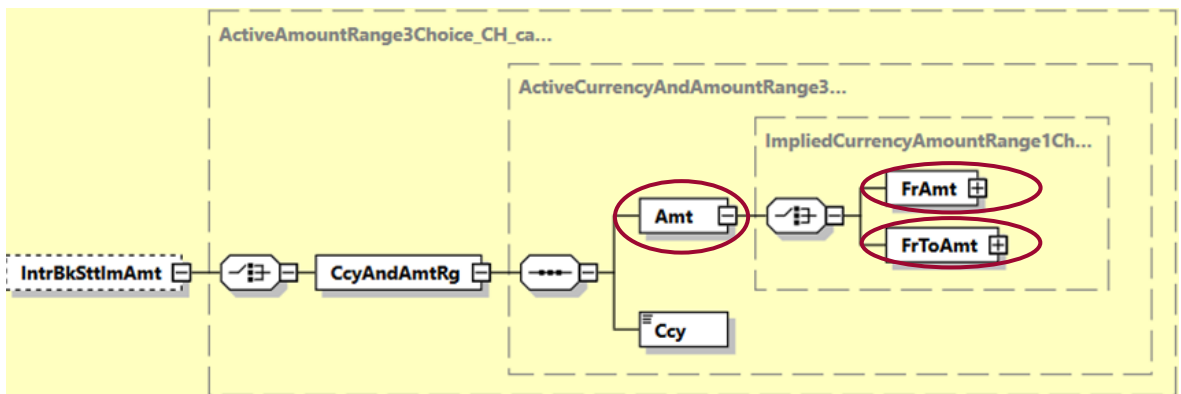 ActiveAmountRange3Choice_CH_ca...
ActiveCurrencyAndAmountRange3...
ImpliedCurrencyAmountRange1Ch...
FrAmt
Amt
FrToAmt
IntrBkSttlmAmt
CcyAndAmtRg
Ccy